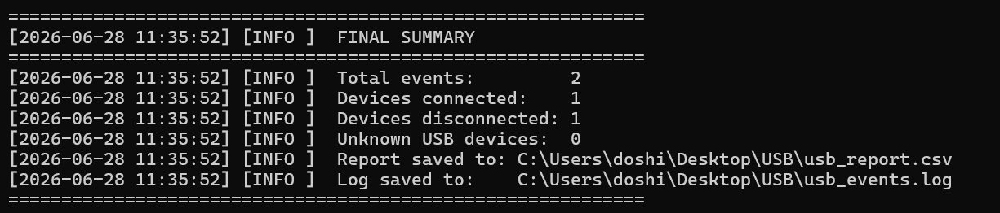 ============================================================
[2026-06-28 11:35:52] [INFO ]  FINAL SUMMARY
============================================================
[2026-06-28 11:35:52] [INFO ]  Total events:         2
[2026-06-28 11:35:52] [INFO ]  Devices connected:    1
[2026-06-28 11:35:52] [INFO ]  Devices disconnected: 1
[2026-06-28 11:35:52] [INFO ]  Unknown USB devices:  0
[2026-06-28 11:35:52] [INFO ]  Report saved to: C:\Users\doshi\Desktop\USB\usb_report.csv
[2026-06-28 11:35:52] [INFO ]  Log saved to:    C:\Users\doshi\Desktop\USB\usb_events.log
============================================================